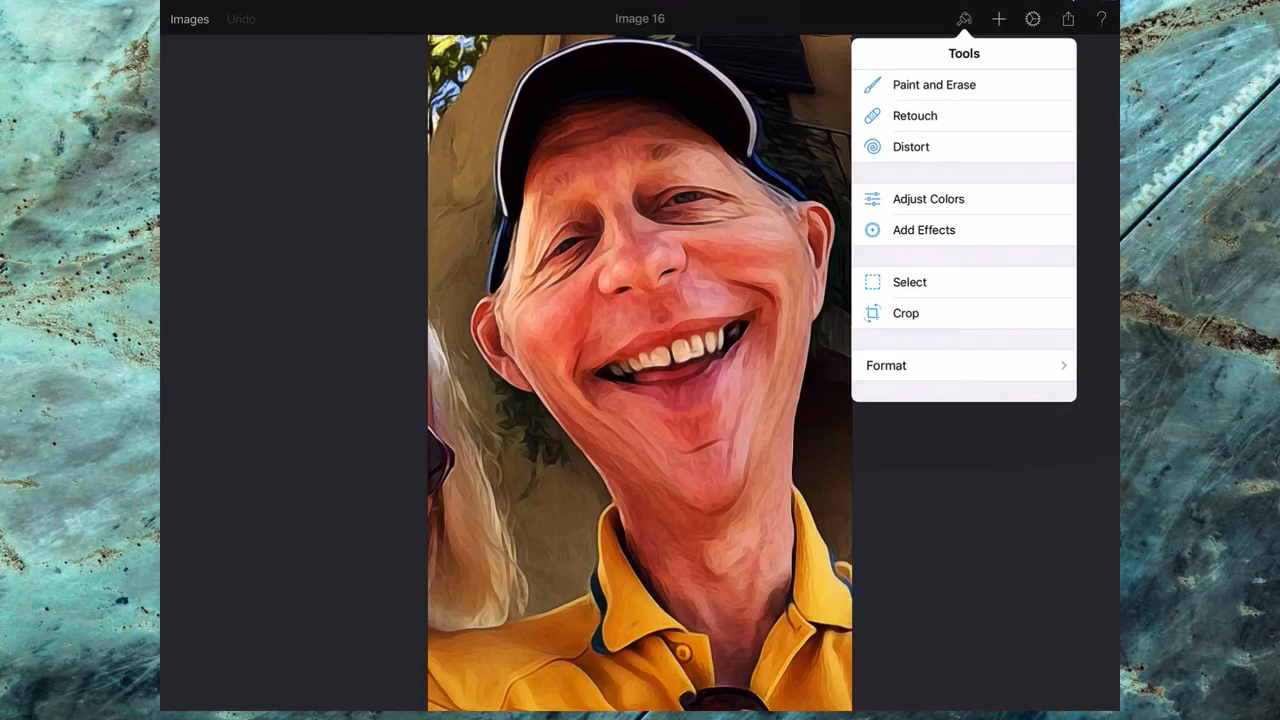 Images Undo Image 16 ?
Tools
Paint and Erase
Retouch
Distort
Adjust Colors
Add Effects
Select
Crop
Format